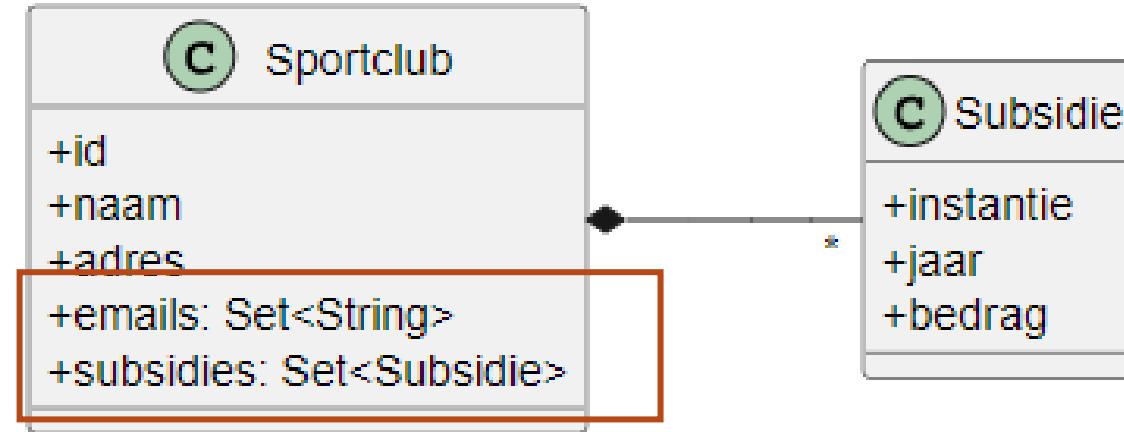 C Sportclub
+id
+naam
+adres
+emails: Set<String>
+subsidies: Set<Subsidie>
*
C Subsidie
+instantie
+jaar
+bedrag